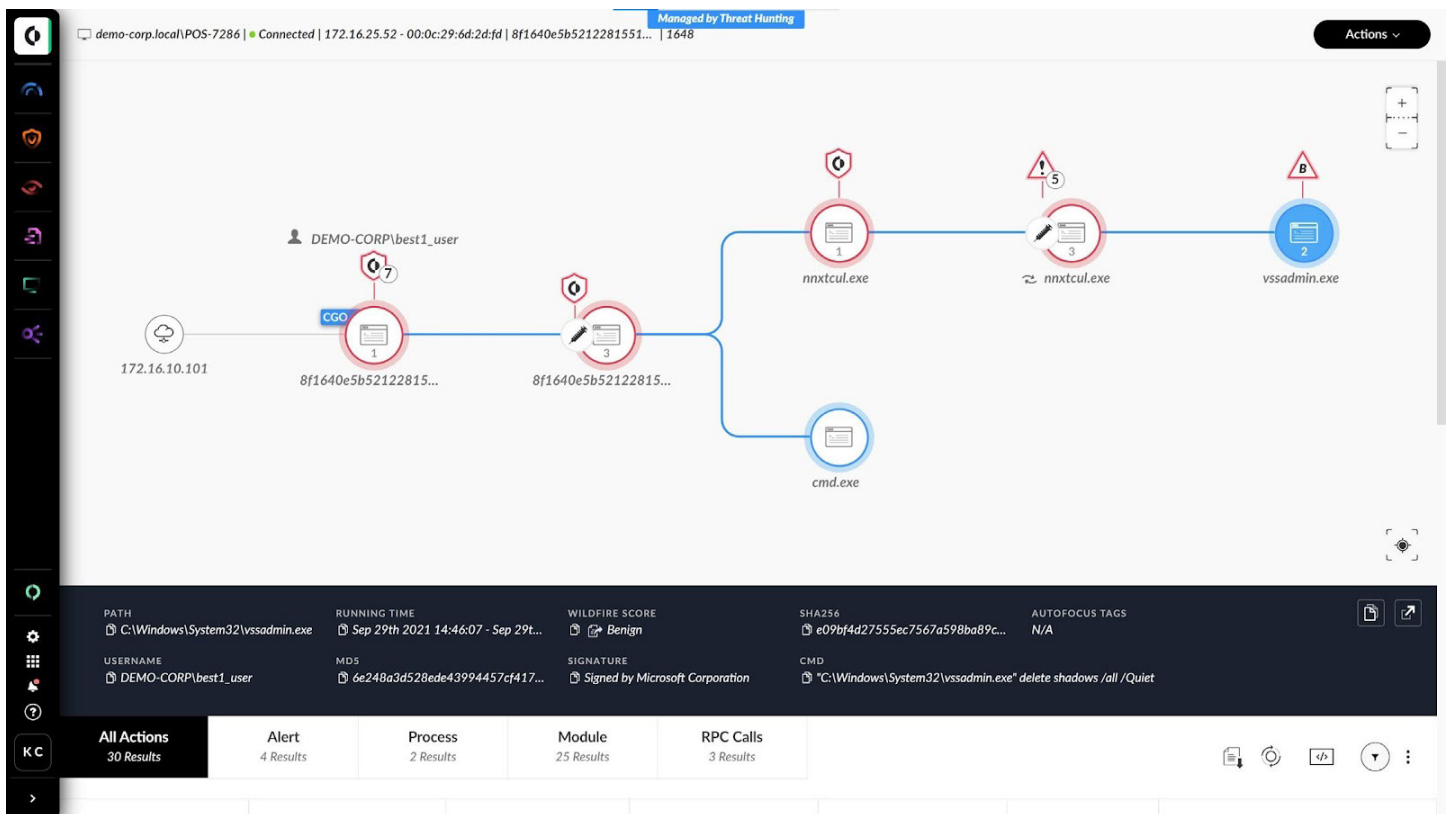 Managed by Threat Hunting
demo-corp.local\POS-7286 | Connected | 172.16.25.52 - 00:0c:29:6d:2d:fd | 8f1640e5b5212281551... | 1648
Actions
DEMO-CORP\best1_user
7
CGO
1
3
172.16.10.101
8f1640e5b52122815...
8f1640e5b52122815...
1
nnxtcul.exe
5
3
nnxtcul.exe
B
2
vssadmin.exe
cmd.exe
PATH
C:\Windows\System32\vssadmin.exe
RUNNING TIME
Sep 29th 2021 14:46:07 - Sep 29t...
WILDFIRE SCORE
Benign
SHA256
e09bf4d27555ec7567a598ba89c...
AUTOFOCUS TAGS
N/A
USERNAME
DEMO-CORP\best1_user
MD5
6e248a3d528ede43994457cf417...
SIGNATURE
Signed by Microsoft Corporation
CMD
"C:\Windows\System32\vssadmin.exe" delete shadows /all /Quiet
KC
All Actions
30 Results
Alert
4 Results
Process
2 Results
Module
25 Results
RPC Calls
3 Results